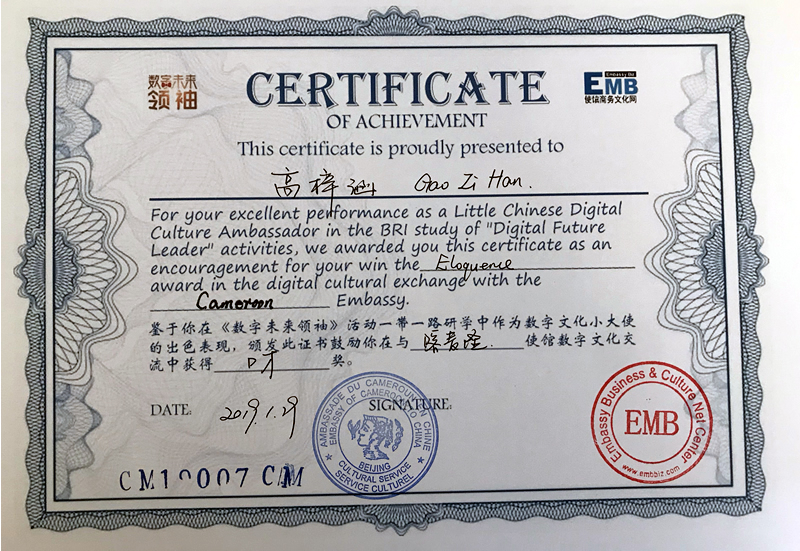 数字未来
领袖
CERTIFICATE
OF ACHIEVEMENT
Embassy Biz
EMB
使馆商务文化网
This certificate is proudly presented to
高梓涵 Gao Zi Han.
For your excellent performance as a Little Chinese Digital
Culture Ambassador in the BRI study of "Digital Future
Leader" activities, we awarded you this certificate as an
encouragement for your win the Eloquence
award in the digital cultural exchange with the
Cameroon Embassy.
鉴于你在《数字未来领袖》活动一带一路研学中作为数字文化小大使
的出色表现，颁发此证书鼓励你在与 喀麦隆 使馆数字文化交
流中获得 口才 奖。
DATE: 2019.1.29 SIGNATURE:
AMBASSADE DU CAMEROUN EN CHINE
EMBASSY OF CAMEROON TO CHINA
BEIJING
CULTURAL SERVICE
SERVICE CULTUREL
Embassy Business & Culture Net Center
EMB
www.embbiz.com
CM10007 C/M